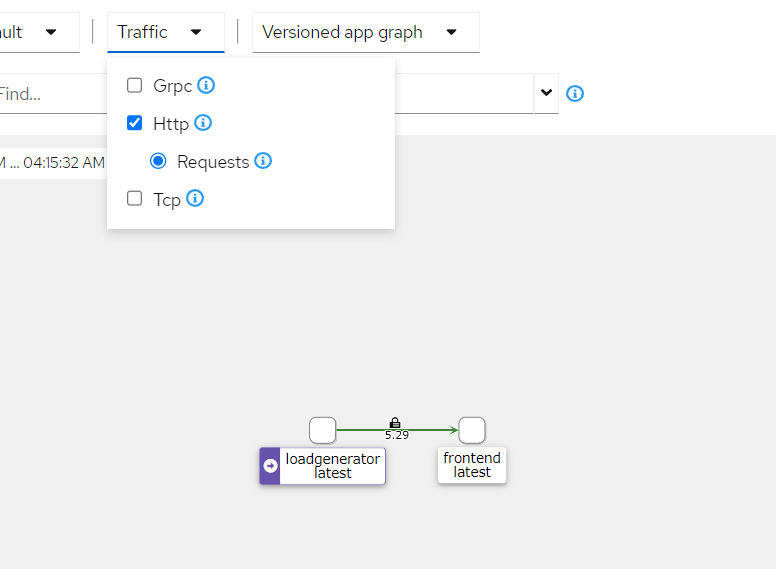 ult
Traffic
Versioned app graph
Find...
Grpc
Http
M ... 04:15:32 AM
Requests
Tcp
5.29
loadgenerator
latest
frontend
latest